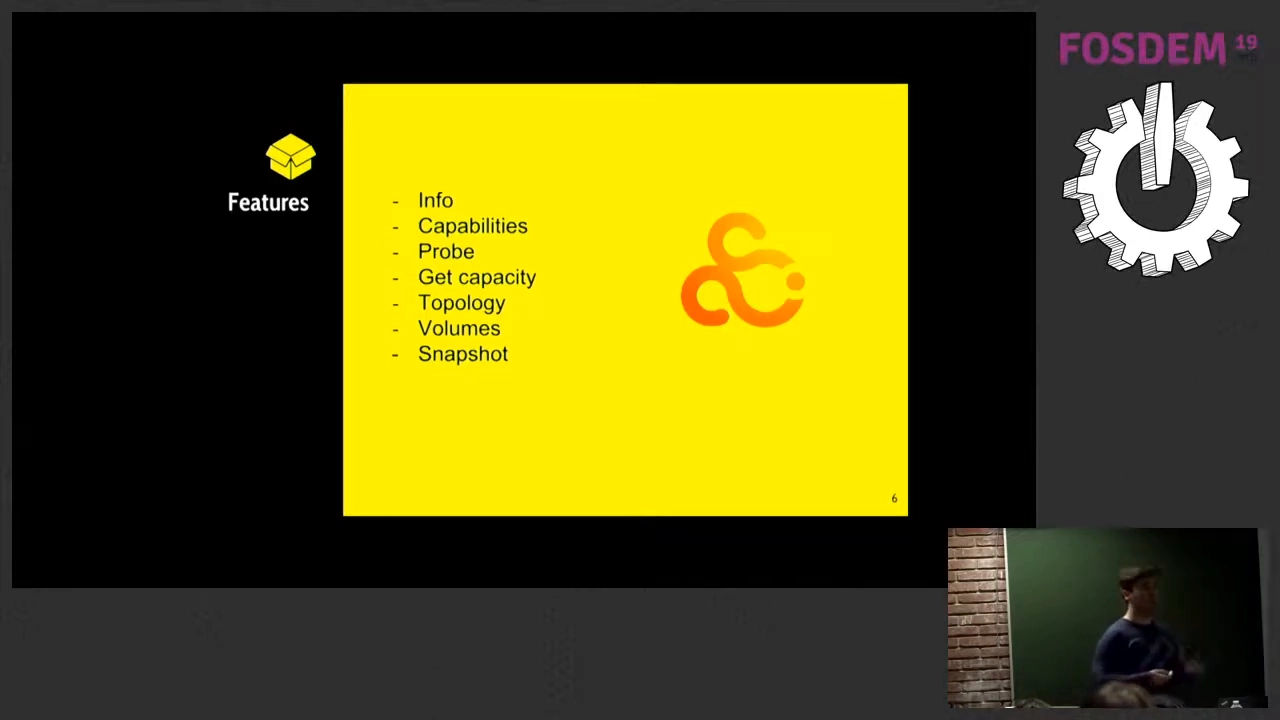 FOSDEM 19
Features
- Info
- Capabilities
- Probe
- Get capacity
- Topology
- Volumes
- Snapshot
6